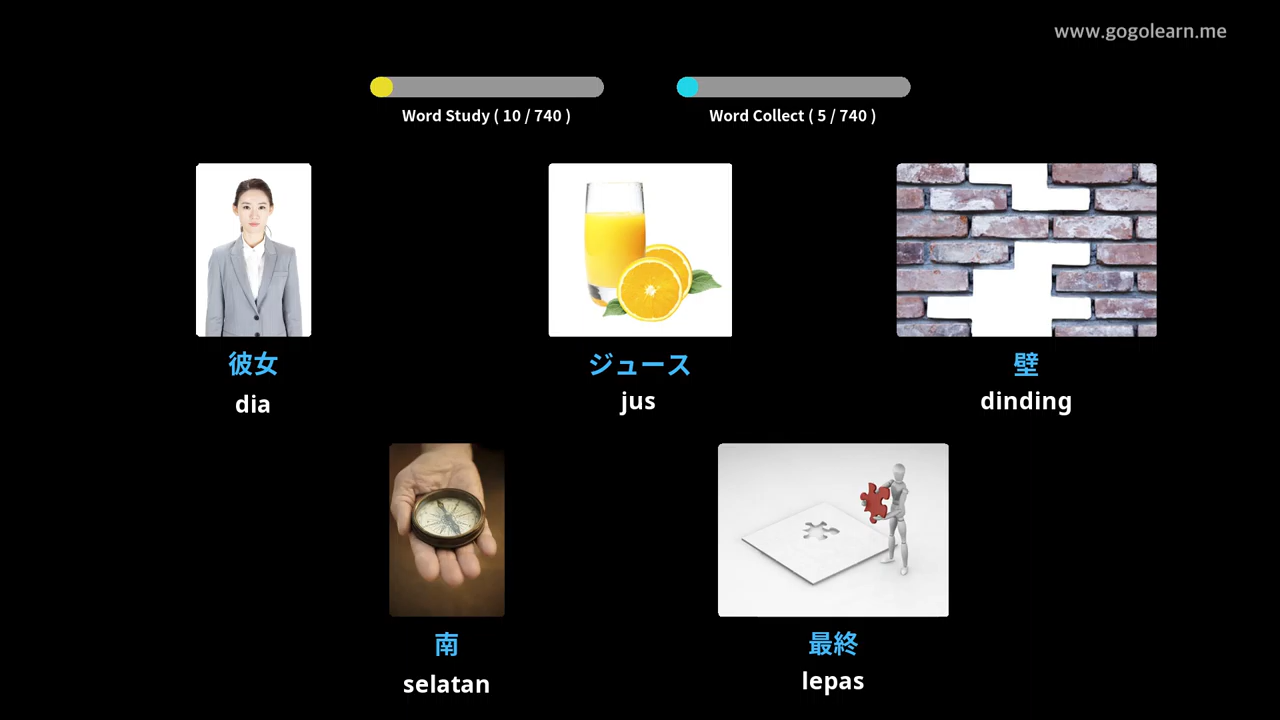 www.gogolearn.me
Word Study ( 10 / 740 )
Word Collect ( 5 / 740 )
彼女
dia
ジュース
jus
壁
dinding
南
selatan
最終
lepas